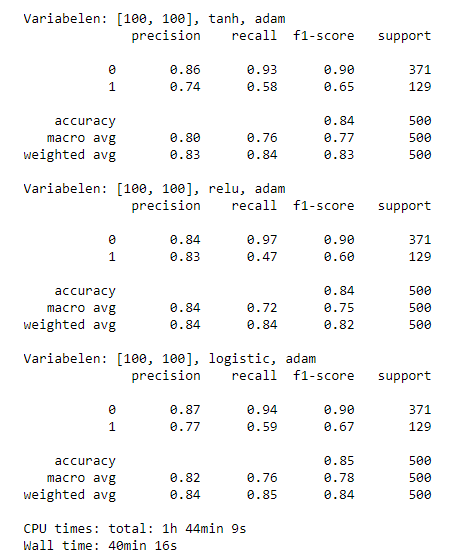 Variabelen: [100, 100], tanh, adam
precision recall f1-score support
0 0.86 0.93 0.90 371
1 0.74 0.58 0.65 129
accuracy 0.84 500
macro avg 0.80 0.76 0.77 500
weighted avg 0.83 0.84 0.83 500
Variabelen: [100, 100], relu, adam
precision recall f1-score support
0 0.84 0.97 0.90 371
1 0.83 0.47 0.60 129
accuracy 0.84 500
macro avg 0.84 0.72 0.75 500
weighted avg 0.84 0.84 0.82 500
Variabelen: [100, 100], logistic, adam
precision recall f1-score support
0 0.87 0.94 0.90 371
1 0.77 0.59 0.67 129
accuracy 0.85 500
macro avg 0.82 0.76 0.78 500
weighted avg 0.84 0.85 0.84 500
CPU times: total: 1h 44min 9s
Wall time: 40min 16s